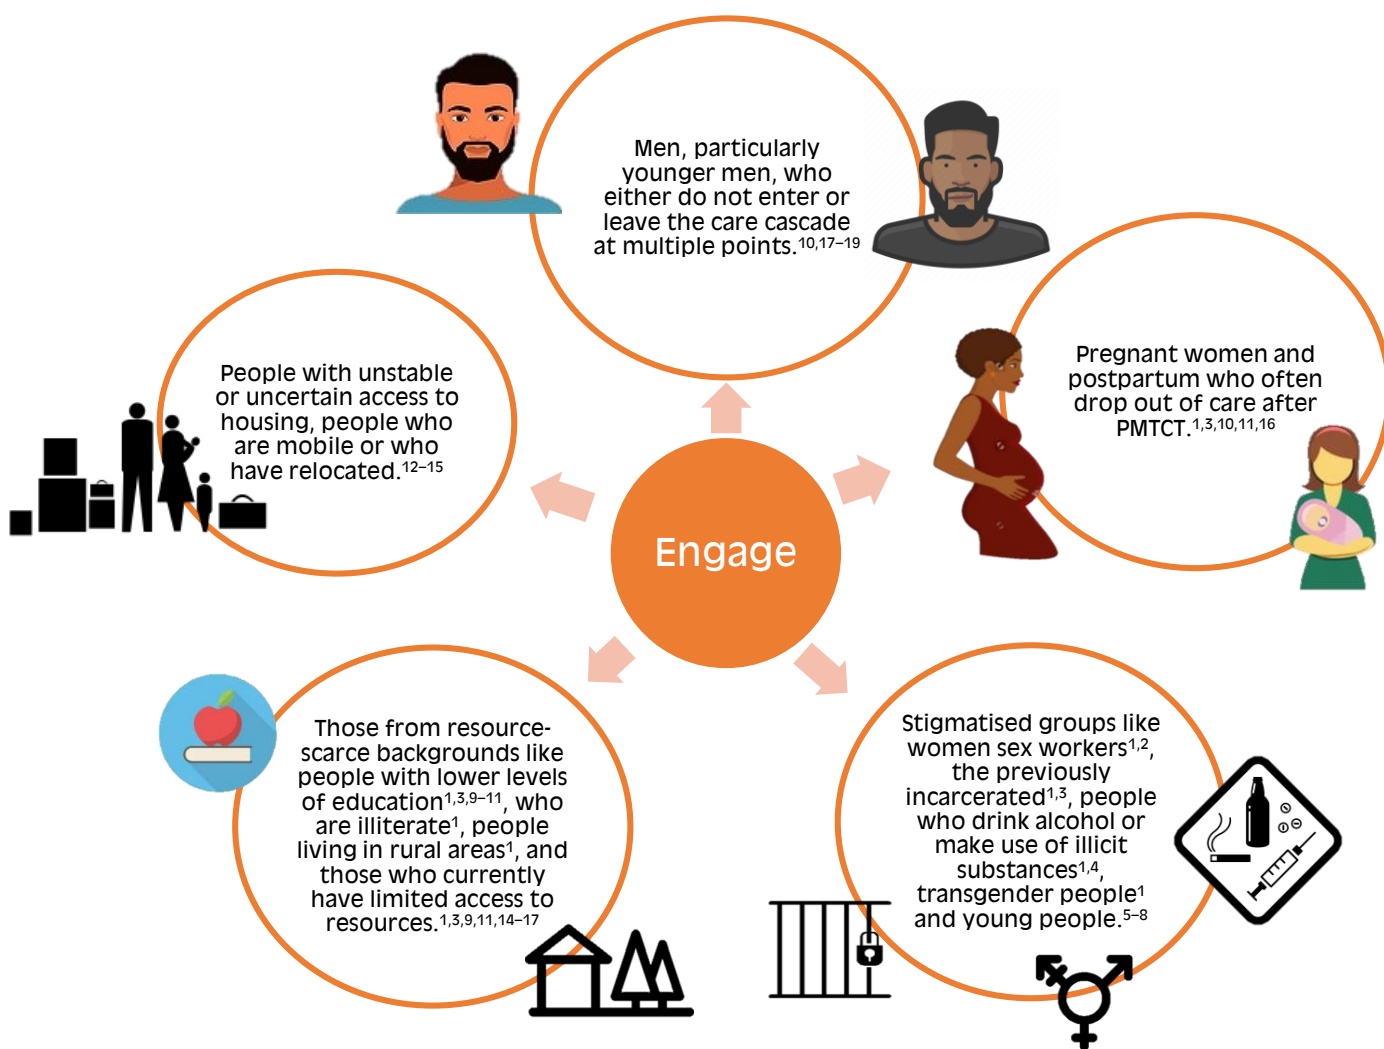 Men, particularly
younger men, who
either do not enter or
leave the care cascade
at multiple points.10,17–19
People with unstable
or uncertain access to
housing, people who
are mobile or who
have relocated.12–15
Pregnant women and
postpartum who often
drop out of care after
PMTCT.1,3,10,11,16
Engage
Those from resource-
scarce backgrounds like
people with lower levels
of education1,3,9–11, who
are illiterate1, people
living in rural areas1, and
those who currently
have limited access to
resources.1,3,9,11,14–17
Stigmatised groups like
women sex workers1,2,
the previously
incarcerated1,3, people
who drink alcohol or
make use of illicit
substances1,4,
transgender people1
and young people.5–8